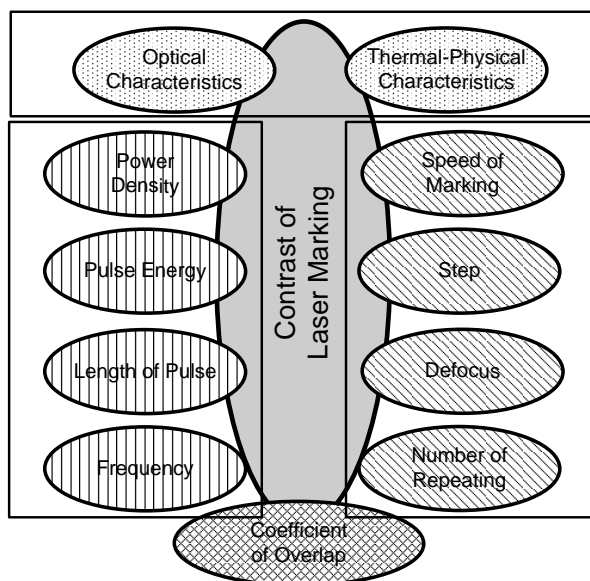 Optical
Characteristics
Thermal-Physical
Characteristics
Power
Density
Speed of
Marking
Contrast of
Laser Marking
Pulse Energy
Step
Length of Pulse
Defocus
Frequency
Number of
Repeating
Coefficient
of Overlap